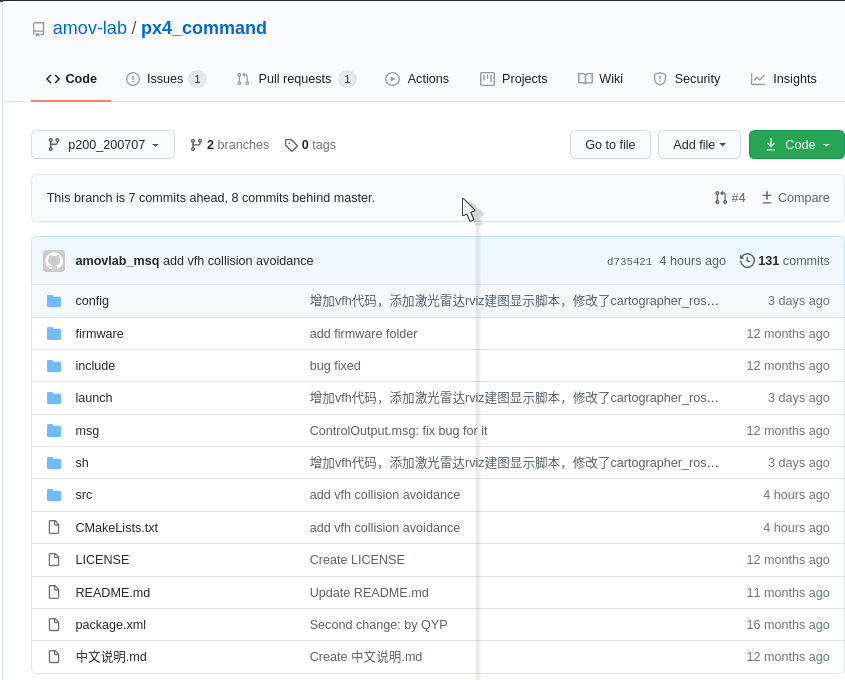 amov-lab / px4_command
Code Issues 1 Pull requests 1 Actions Projects Wiki Security Insights
p200_200707 2 branches 0 tags Go to file Add file Code
This branch is 7 commits ahead, 8 commits behind master. #4 Compare
amovlab_msq add vfh collision avoidance d735421 4 hours ago 131 commits
config 增加vfh代码，添加激光雷达rviz建图显示脚本，修改了cartographer_ros… 3 days ago
firmware add firmware folder 12 months ago
include bug fixed 12 months ago
launch 增加vfh代码，添加激光雷达rviz建图显示脚本，修改了cartographer_ros… 3 days ago
msg ControlOutput.msg: fix bug for it 12 months ago
sh 增加vfh代码，添加激光雷达rviz建图显示脚本，修改了cartographer_ros… 3 days ago
src add vfh collision avoidance 4 hours ago
CMakeLists.txt add vfh collision avoidance 4 hours ago
LICENSE Create LICENSE 12 months ago
README.md Update README.md 11 months ago
package.xml Second change: by QYP 16 months ago
中文说明.md Create 中文说明.md 12 months ago